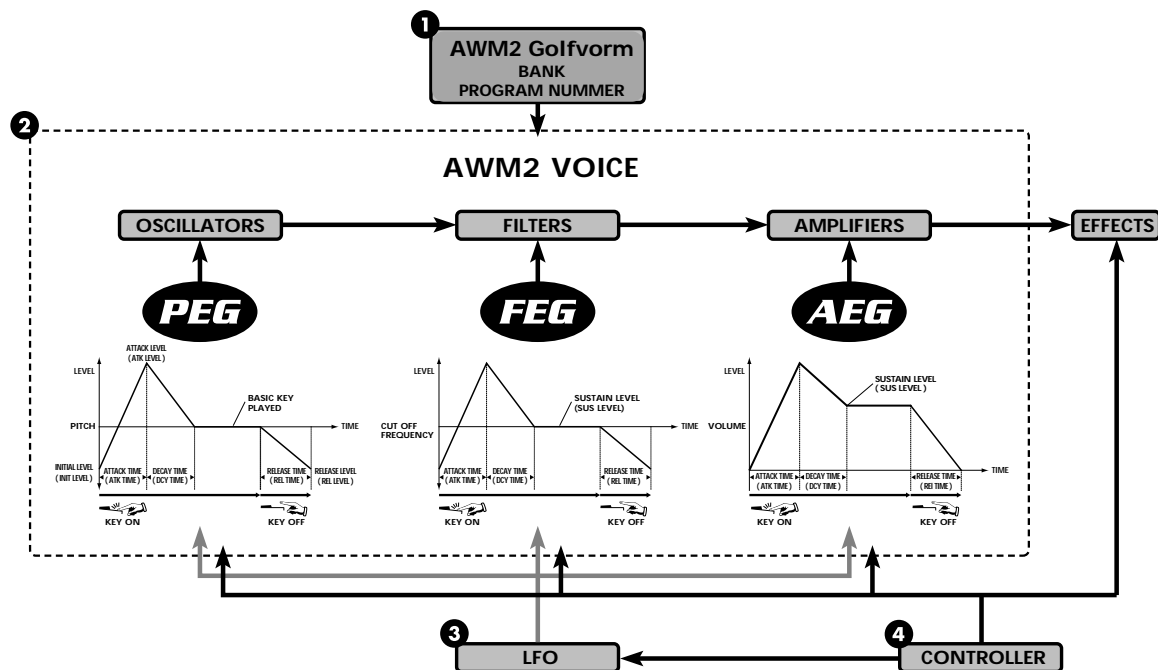 1
AWM2 Golfvorm
BANK
PROGRAM NUMMER
2
AWM2 VOICE
OSCILLATORS
FILTERS
AMPLIFIERS
EFFECTS
PEG
FEG
AEG
ATTACK LEVEL
(ATK LEVEL)
LEVEL
BASIC KEY
PLAYED
PITCH
TIME
INITIAL LEVEL
(INIT LEVEL)
ATTACK TIME
(ATK TIME)
DECAY TIME
(DCY TIME)
RELEASE TIME
(REL TIME)
RELEASE LEVEL
(REL LEVEL)
KEY ON
KEY OFF
LEVEL
SUSTAIN LEVEL
(SUS LEVEL)
CUT OFF
FREQUENCY
TIME
ATTACK TIME
(ATK TIME)
DECAY TIME
(DCY TIME)
RELEASE TIME
(REL TIME)
KEY ON
KEY OFF
LEVEL
SUSTAIN LEVEL
(SUS LEVEL)
VOLUME
TIME
ATTACK TIME
(ATK TIME)
DECAY TIME
(DCY TIME)
RELEASE TIME
(REL TIME)
KEY ON
KEY OFF
3
LFO
4
CONTROLLER